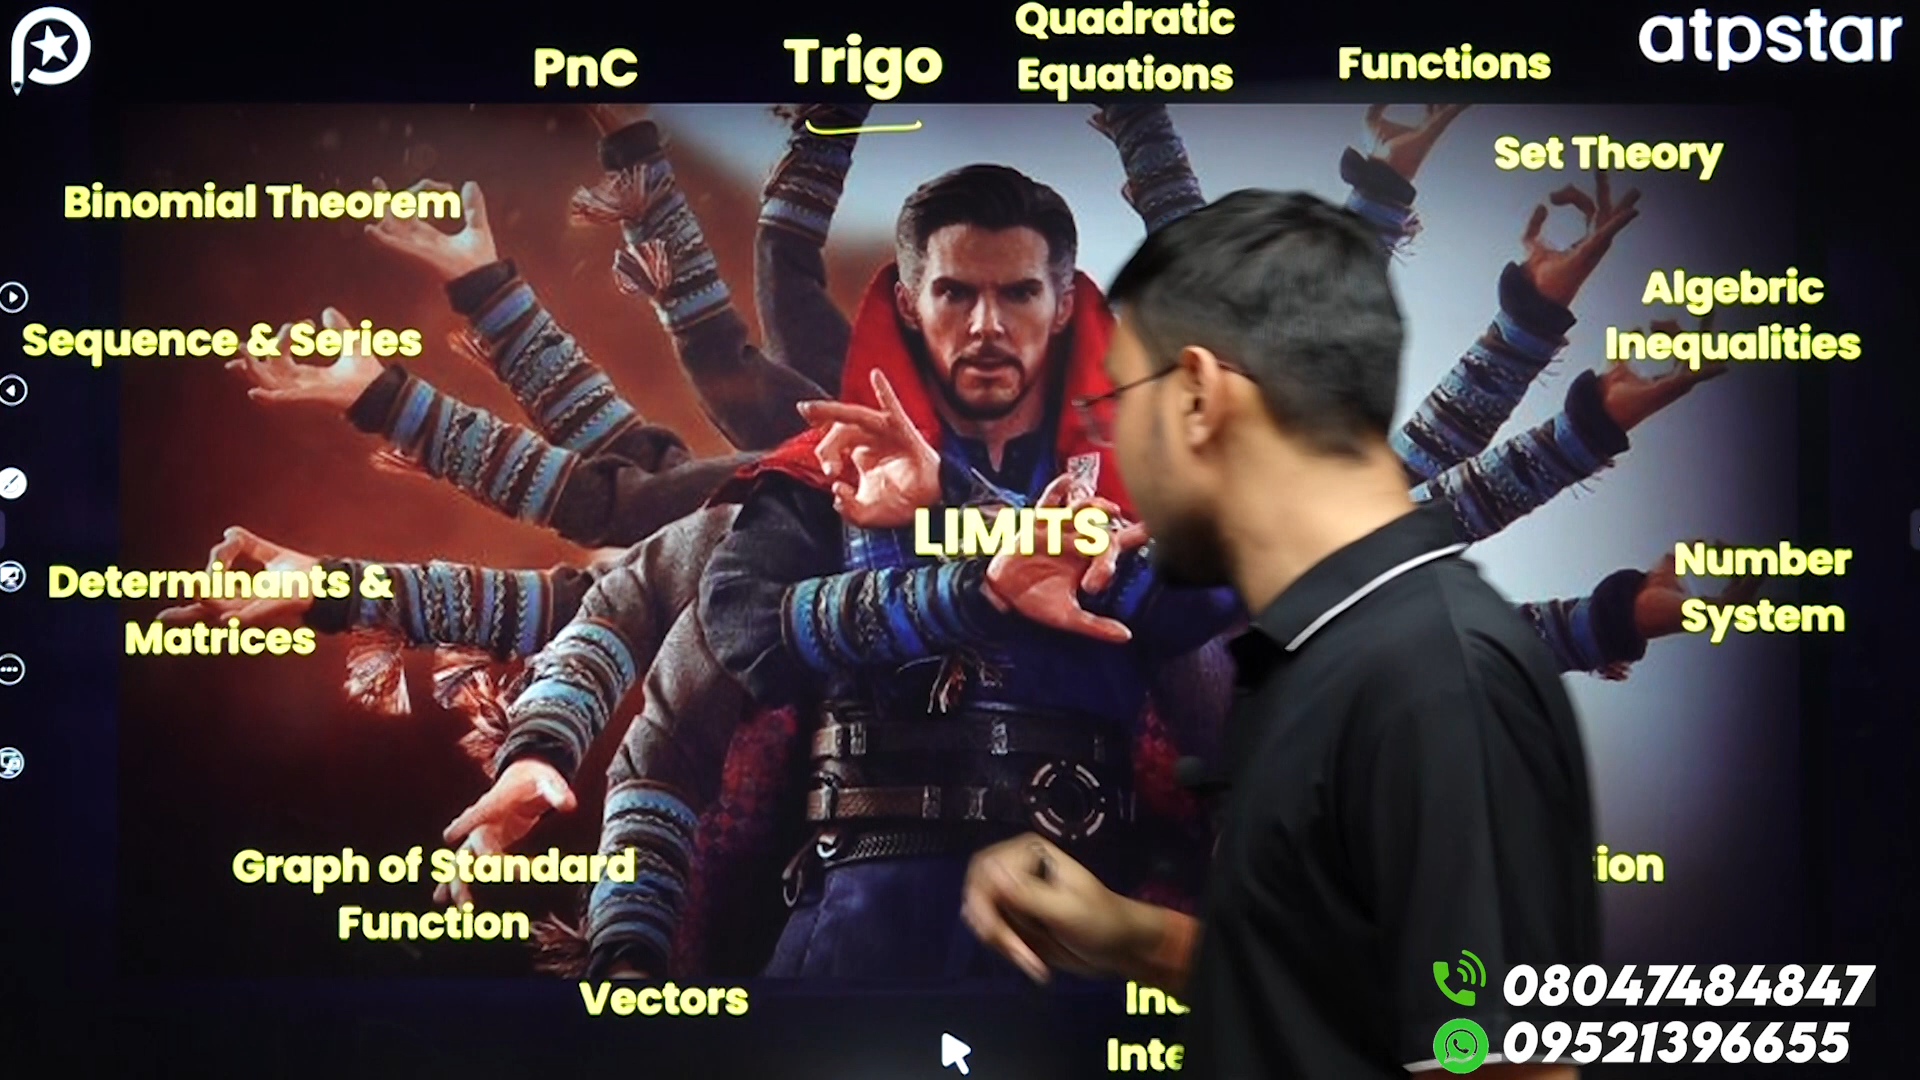 PnC
Trigo
Quadratic
Equations
Functions
atpstar
Set Theory
Binomial Theorem
Algebric
Inequalities
Sequence & Series
LIMITS
Number
System
Determinants &
Matrices
Graph of Standard
Function
Vectors
08047484847
09521396655